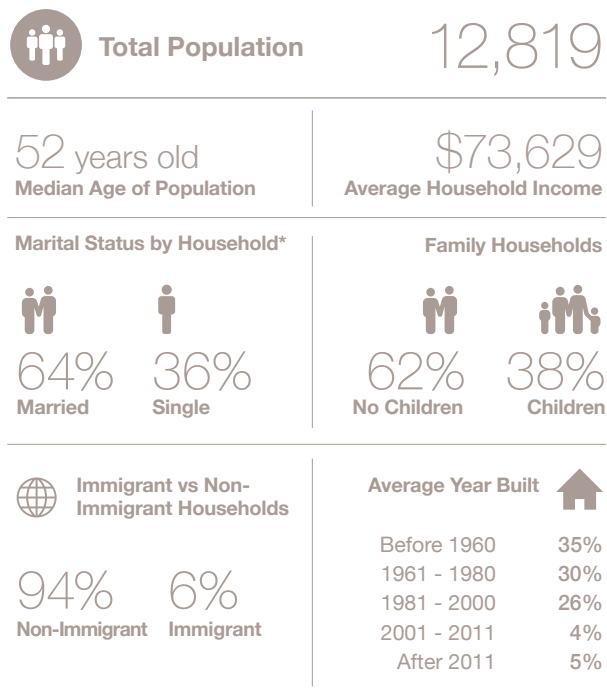 Total Population
12,819
52 years old
Median Age of Population
$73,629
Average Household Income
Marital Status by Household*
64% 36%
Married Single
Family Households
62% 38%
No Children Children
Immigrant vs Non-
Immigrant Households
94% 6%
Non-Immigrant Immigrant
Average Year Built
Before 1960 35%
1961 - 1980 30%
1981 - 2000 26%
2001 - 2011 4%
After 2011 5%